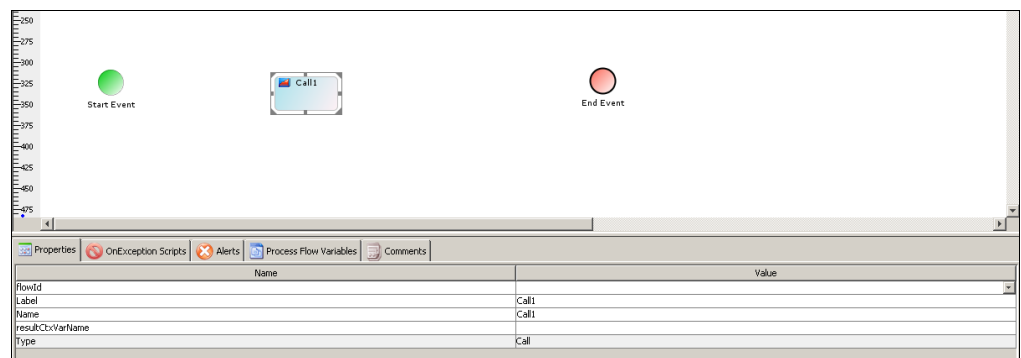 250
275
300
325
350
375
400
425
450
475
Call1
Start Event
End Event
Properties OnException Scripts Alerts Process Flow Variables Comments
Name Value
flowId
Label Call1
Name Call1
resultCtxVarName
Type Call